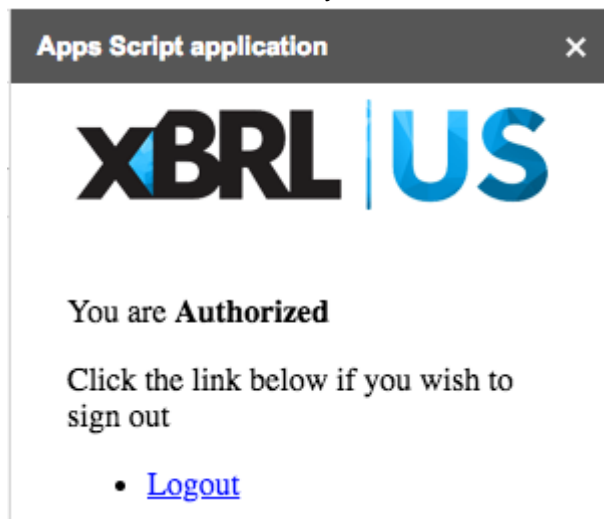 Apps Script application ×
XBRL US
You are Authorized
Click the link below if you wish to
sign out
• Logout